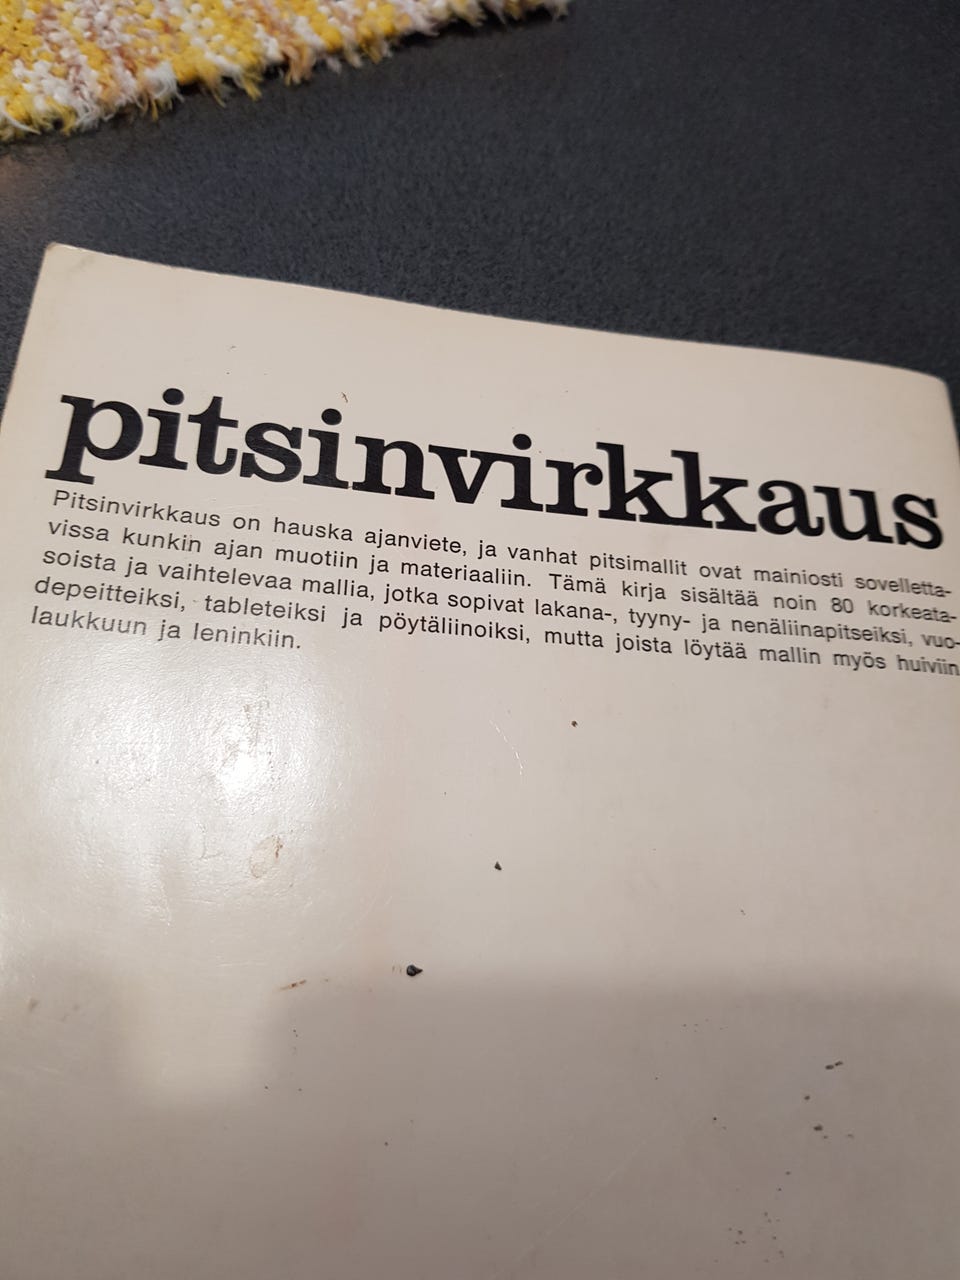 pitsinvirkkaus
Pitsinvirkkaus on hauska ajanviete, ja vanhat pitsimallit ovat mainiosti sovelletta-
vissa kunkin ajan muotiin ja materiaaliin. Tämä kirja sisältää noin 80 korkeata-
soista ja vaihtelevaa mallia, jotka sopivat lakana-, tyyny- ja nenäliinapitseiksi, vuo-
depeitteiksi, tableteiksi ja pöytäliinoiksi, mutta joista löytää mallin myös huiviin
laukkuun ja leninkiin.